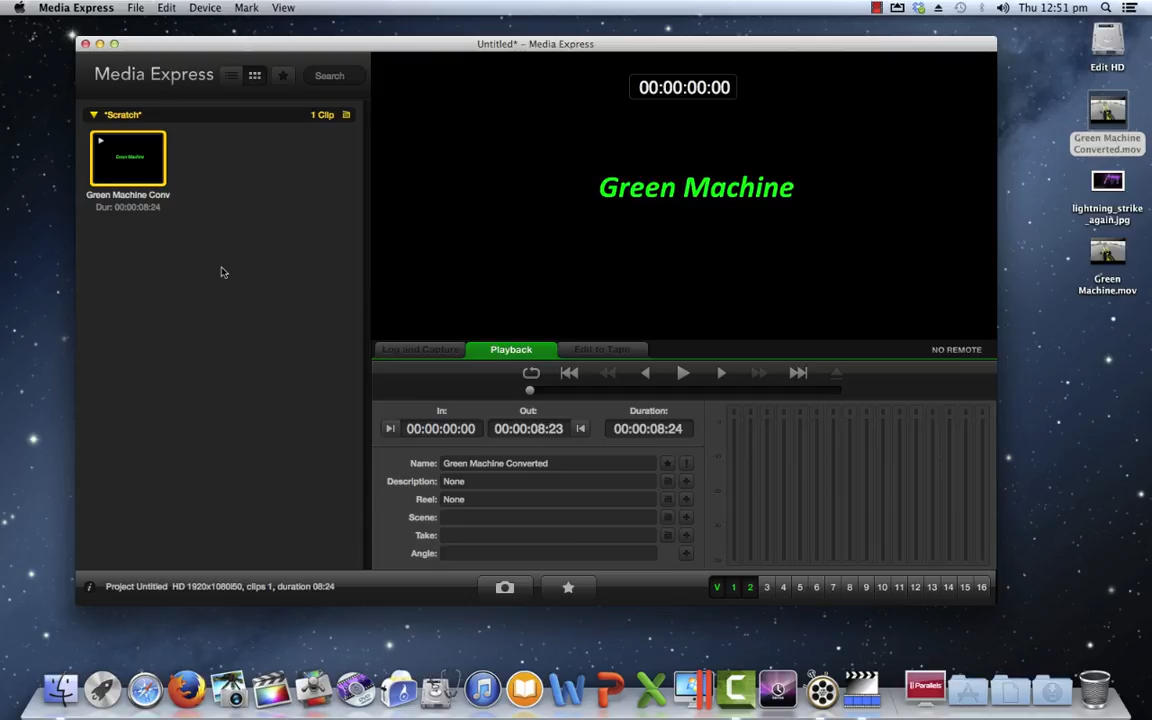 Media Express File Edit Device Mark View
Thu 12:51 pm
Untitled* – Media Express
Media Express
Search
*Scratch* 1 Clip
Green Machine
Green Machine Conv
Dur: 00:00:08:24
00:00:00:00
Green Machine
Log and Capture Playback Edit to Tape NO REMOTE
In: Out: Duration:
00:00:00:00 00:00:08:23 00:00:08:24
Name: Green Machine Converted
Description: None
Reel: None
Scene:
Take:
Angle:
Project Untitled HD 1920x1080i50, clips 1, duration 08:24
V 1 2 3 4 5 6 7 8 9 10 11 12 13 14 15 16
Edit HD
Green Machine
Converted.mov
lightning_strike
_again.jpg
Green
Machine.mov
Parallels